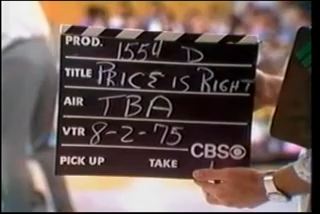 PROD. 1554 D
TITLE PRICE IS RIGHT
AIR TBA
VTR 8-2-75
CBS
PICK UP TAKE